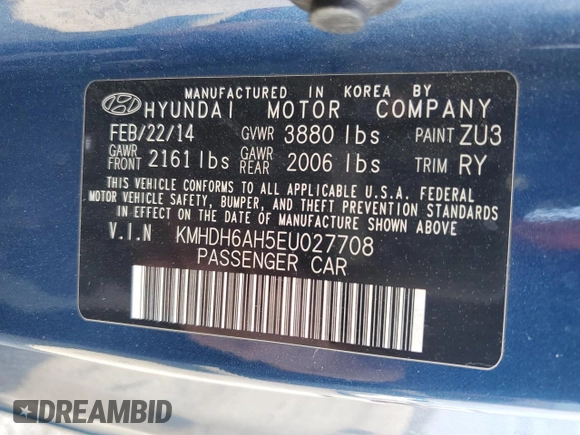 MANUFACTURED IN KOREA BY
HYUNDAI MOTOR COMPANY
FEB/22/14 GVWR 3880 lbs PAINT ZU3
GAWR FRONT 2161 lbs GAWR REAR 2006 lbs TRIM RY
THIS VEHICLE CONFORMS TO ALL APPLICABLE U.S.A. FEDERAL
MOTOR VEHICLE SAFETY, BUMPER, AND THEFT PREVENTION STANDARDS
IN EFFECT ON THE DATE OF MANUFACTURE SHOWN ABOVE
V.I.N KMHDH6AH5EU027708
PASSENGER CAR
DREAMBID